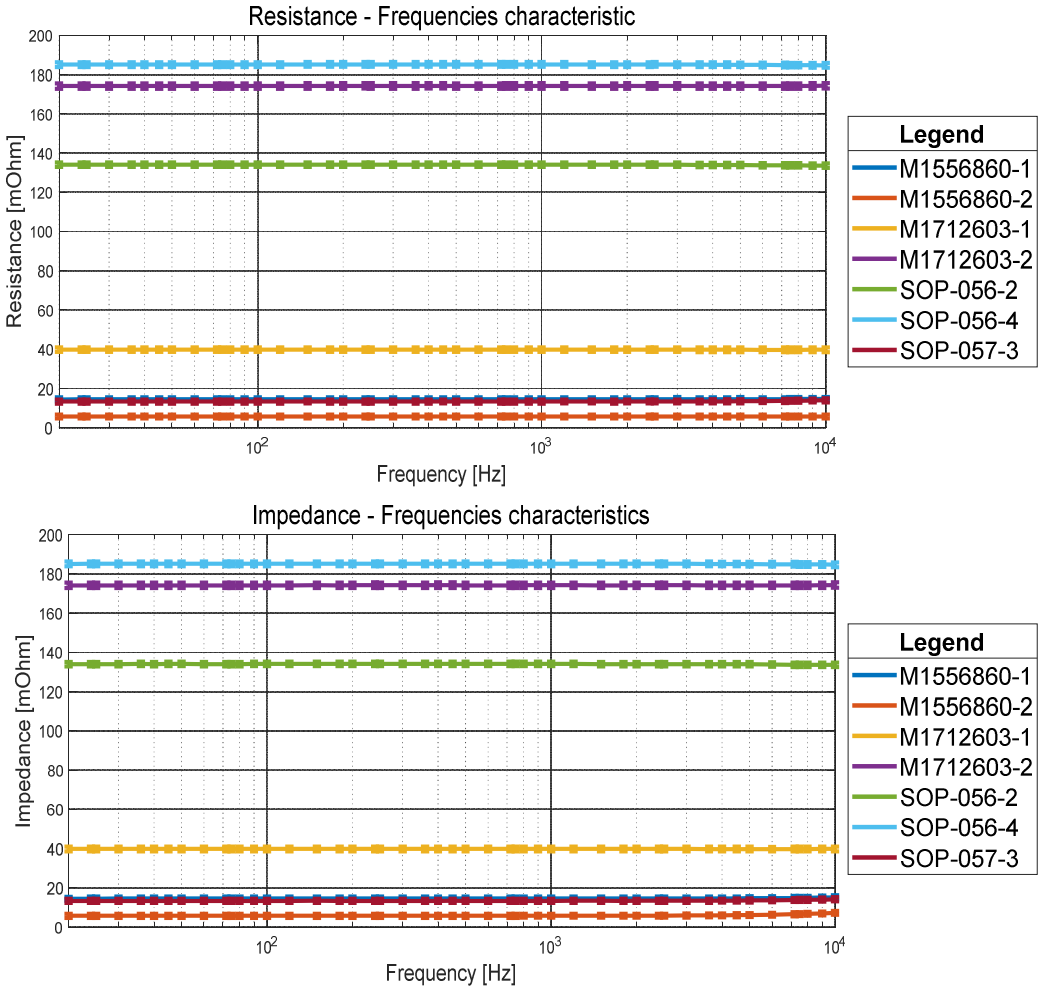 Resistance - Frequencies characteristic
200
180
160
140
120
100
80
60
40
20
0
Resistance [mOhm]
10²
10³
10⁴
Frequency [Hz]
Legend
M1556860-1
M1556860-2
M1712603-1
M1712603-2
SOP-056-2
SOP-056-4
SOP-057-3
Impedance - Frequencies characteristics
200
180
160
140
120
100
80
60
40
20
0
Impedance [mOhm]
10²
10³
10⁴
Frequency [Hz]
Legend
M1556860-1
M1556860-2
M1712603-1
M1712603-2
SOP-056-2
SOP-056-4
SOP-057-3